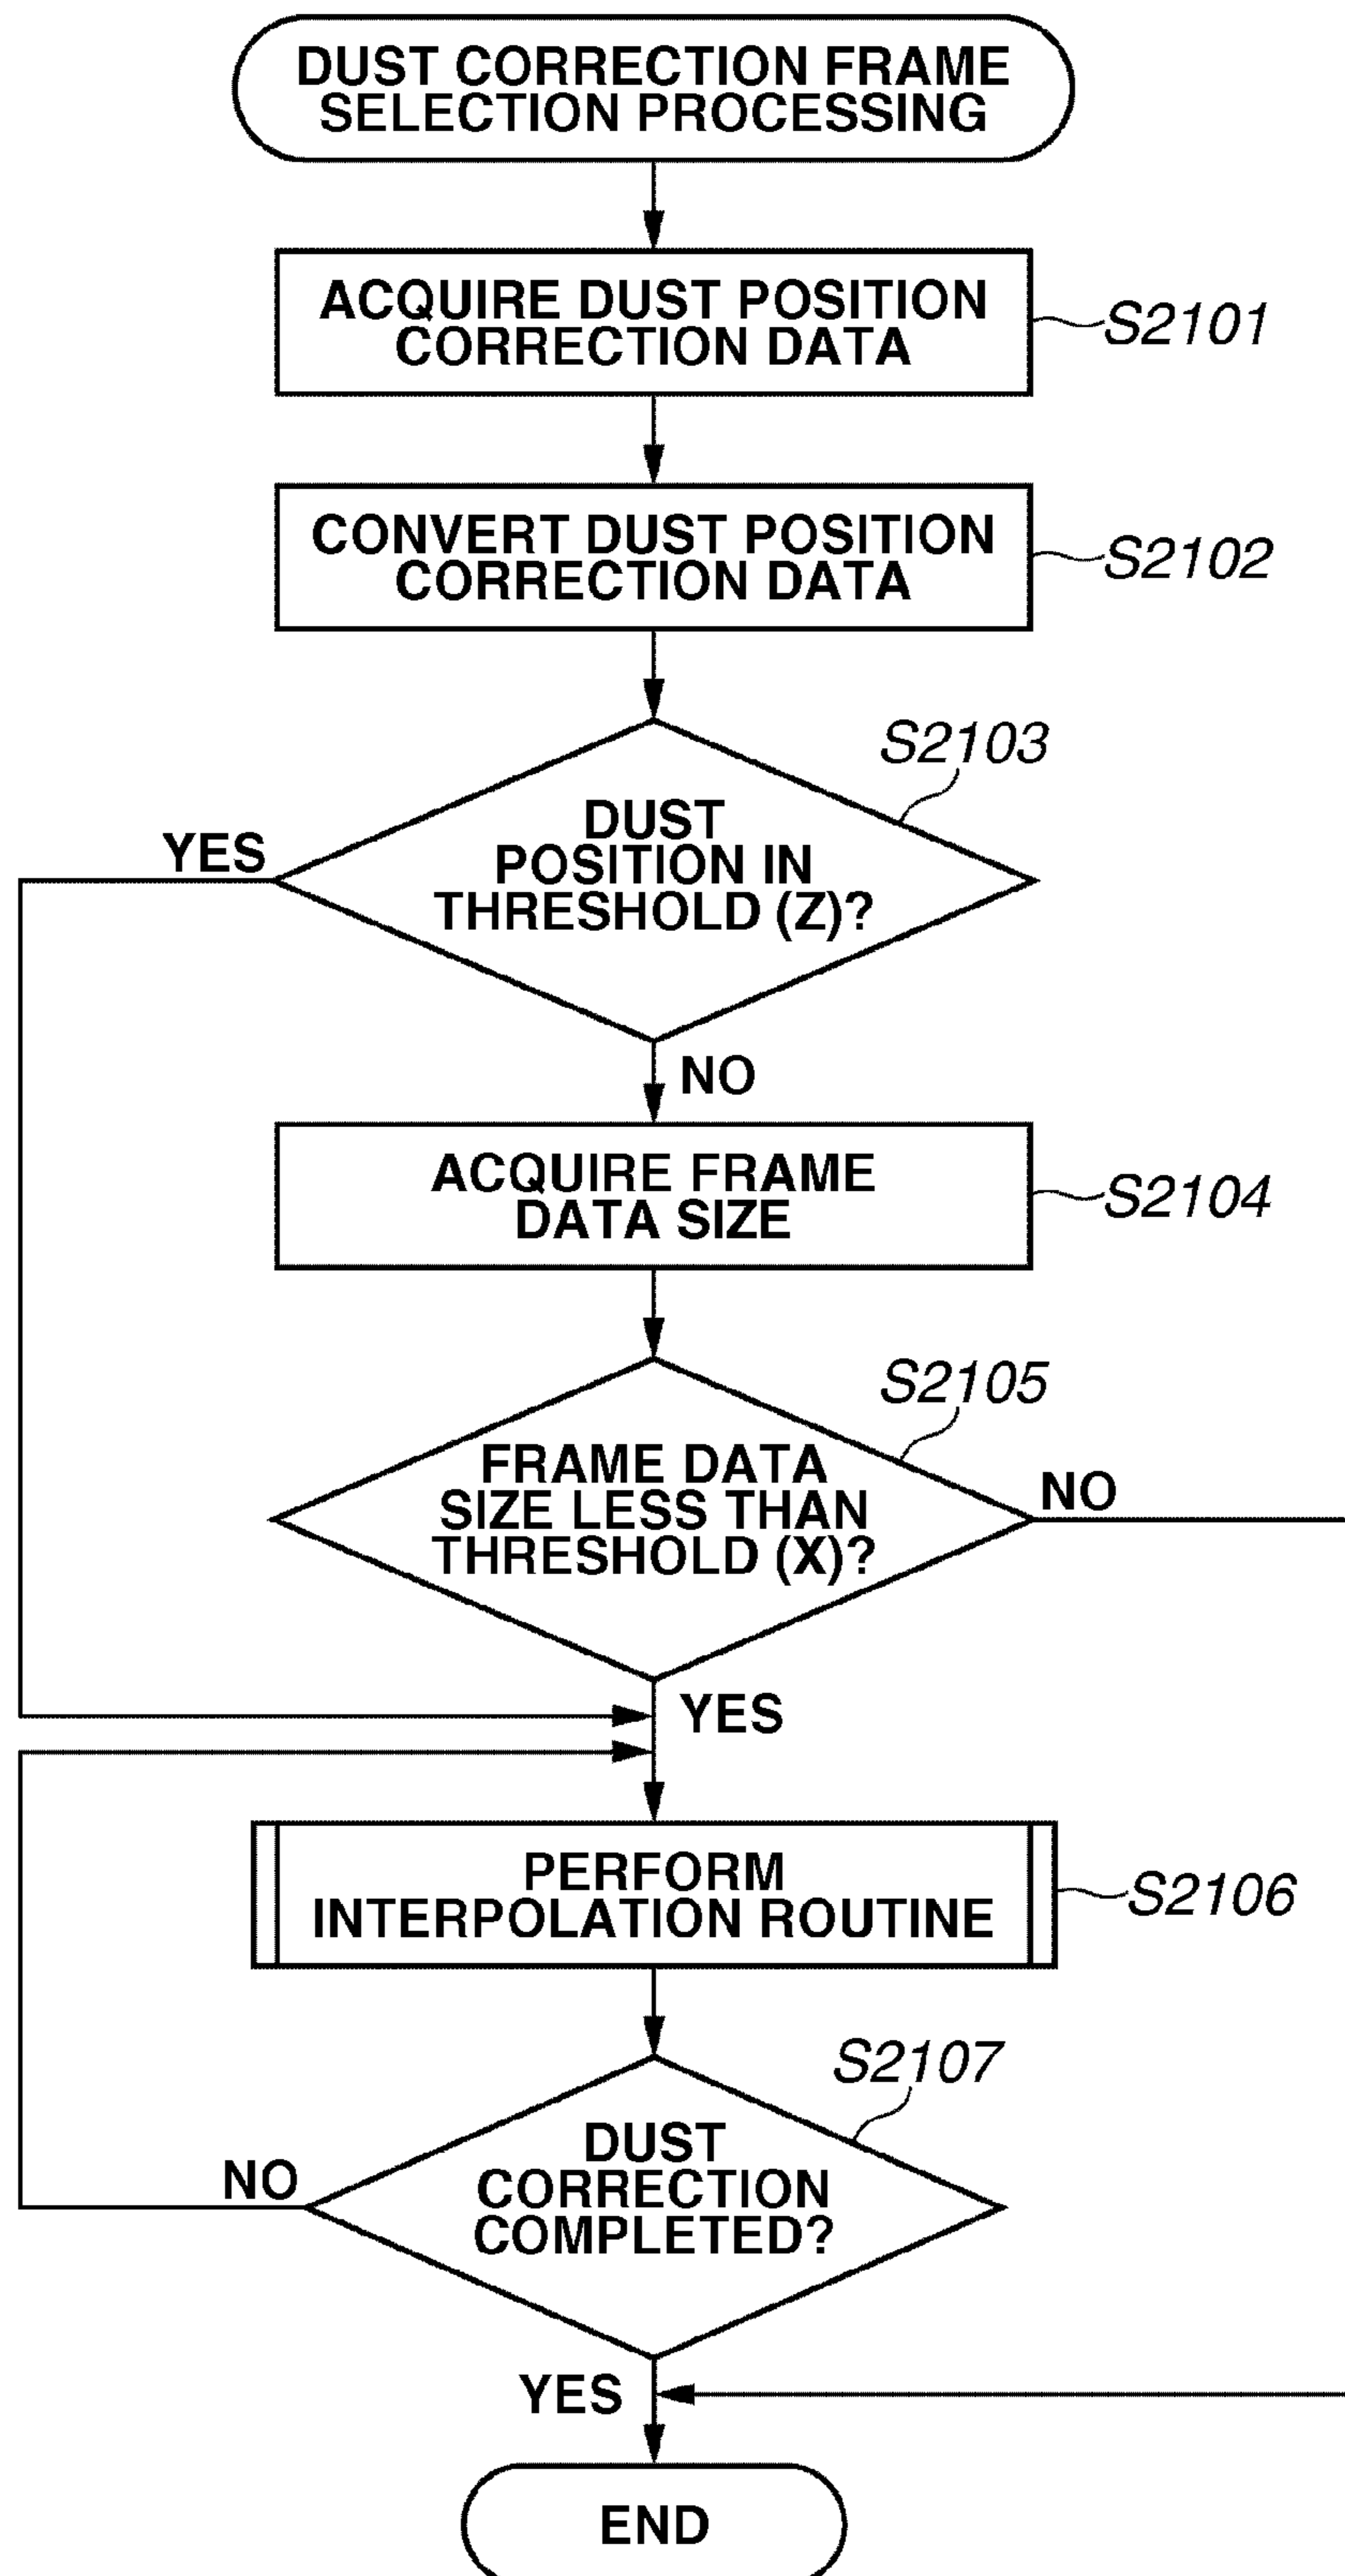 DUST CORRECTION FRAME
SELECTION PROCESSING
ACQUIRE DUST POSITION
CORRECTION DATA
S2101
CONVERT DUST POSITION
CORRECTION DATA
S2102
S2103
DUST
POSITION IN
THRESHOLD (Z)?
YES
NO
ACQUIRE FRAME
DATA SIZE
S2104
S2105
FRAME DATA
SIZE LESS THAN
THRESHOLD (X)?
NO
YES
PERFORM
INTERPOLATION ROUTINE
S2106
S2107
DUST
CORRECTION
COMPLETED?
NO
YES
END